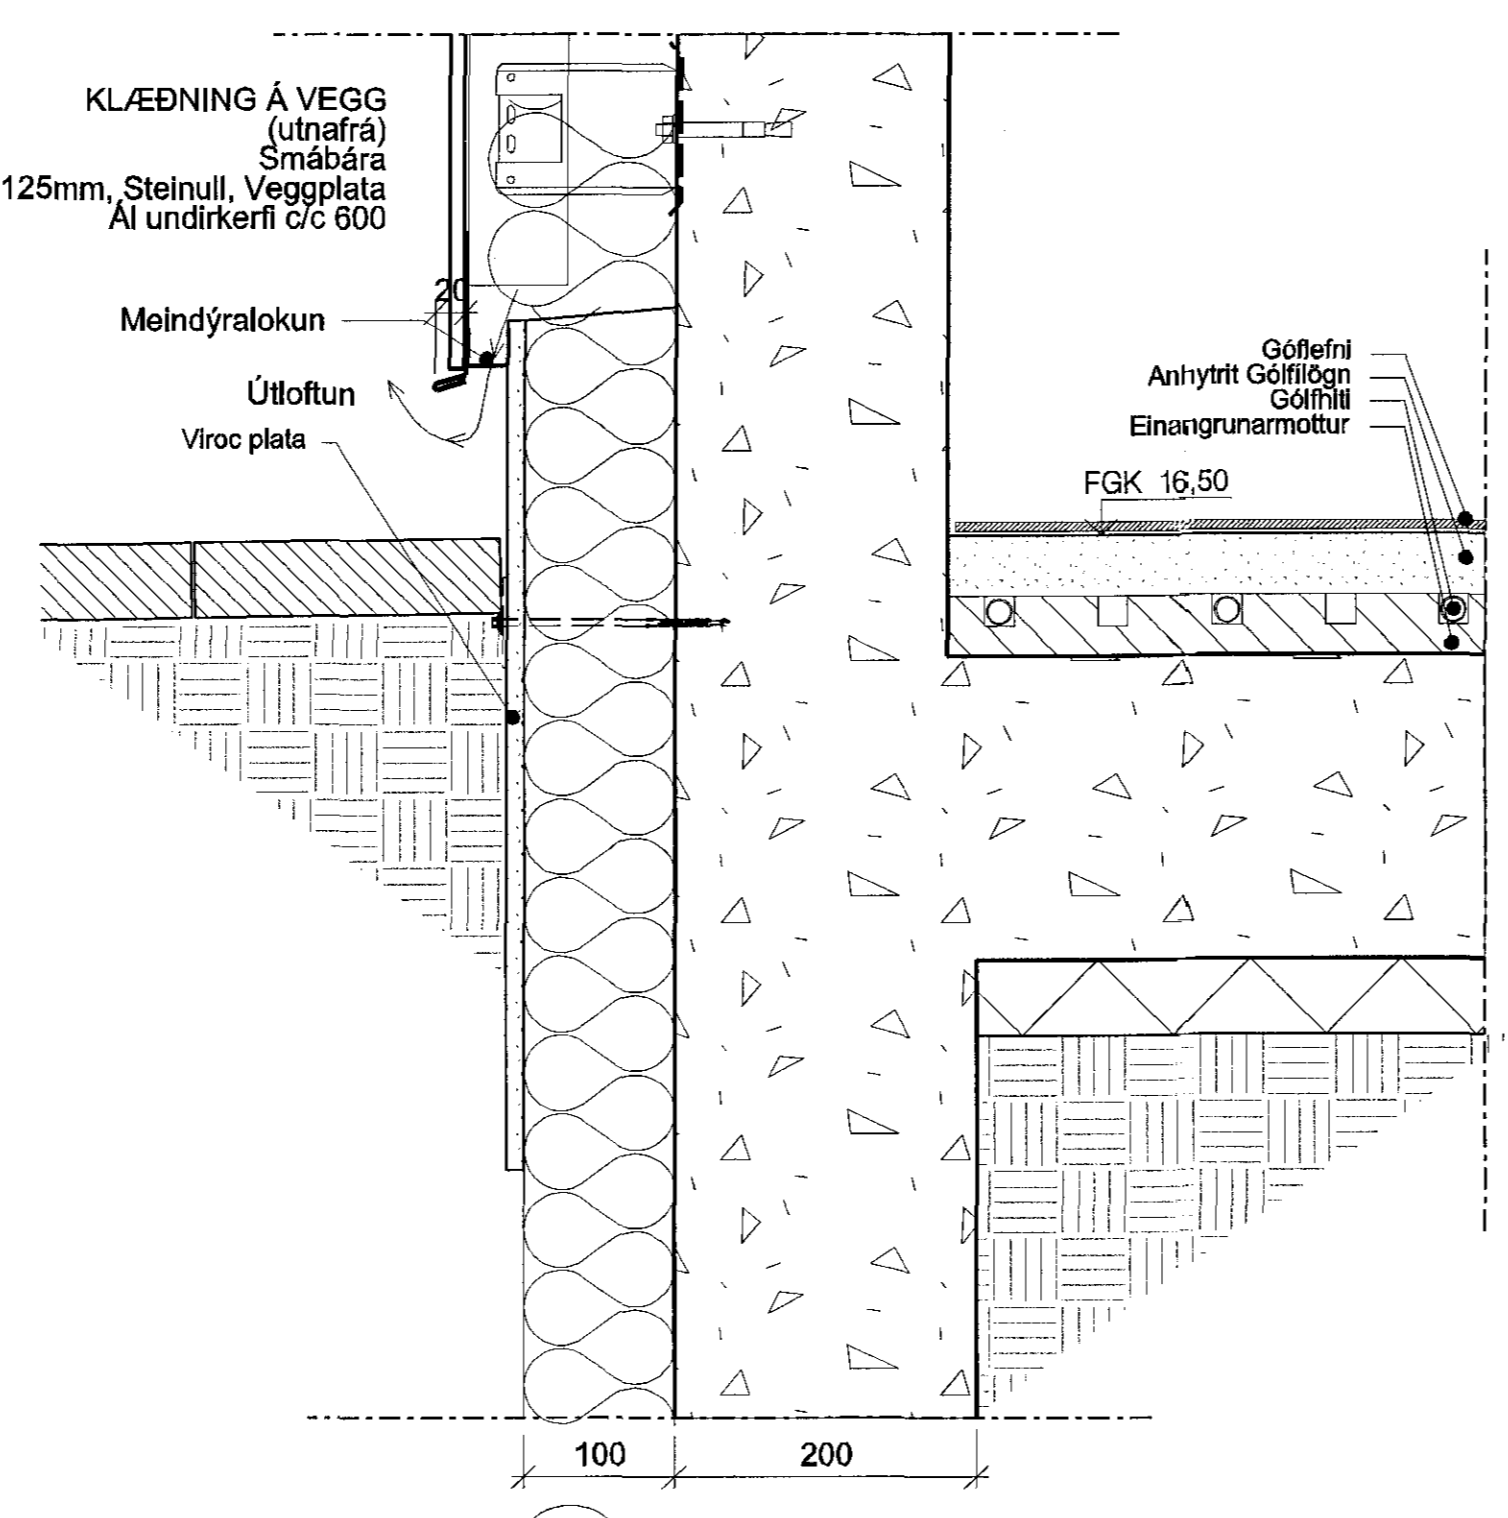 KLÆÐNING Á VEGG
(utnafrá)
Smábára
125mm, Steinull, Veggplata
Ál undirkerfi c/c 600
20
Meindýralokun
Útloftun
Viroc plata
Góflefni
Anhytrit Gólfílögn
Gólfhiti
Einangrunarmottur
FGK 16,50
100
200